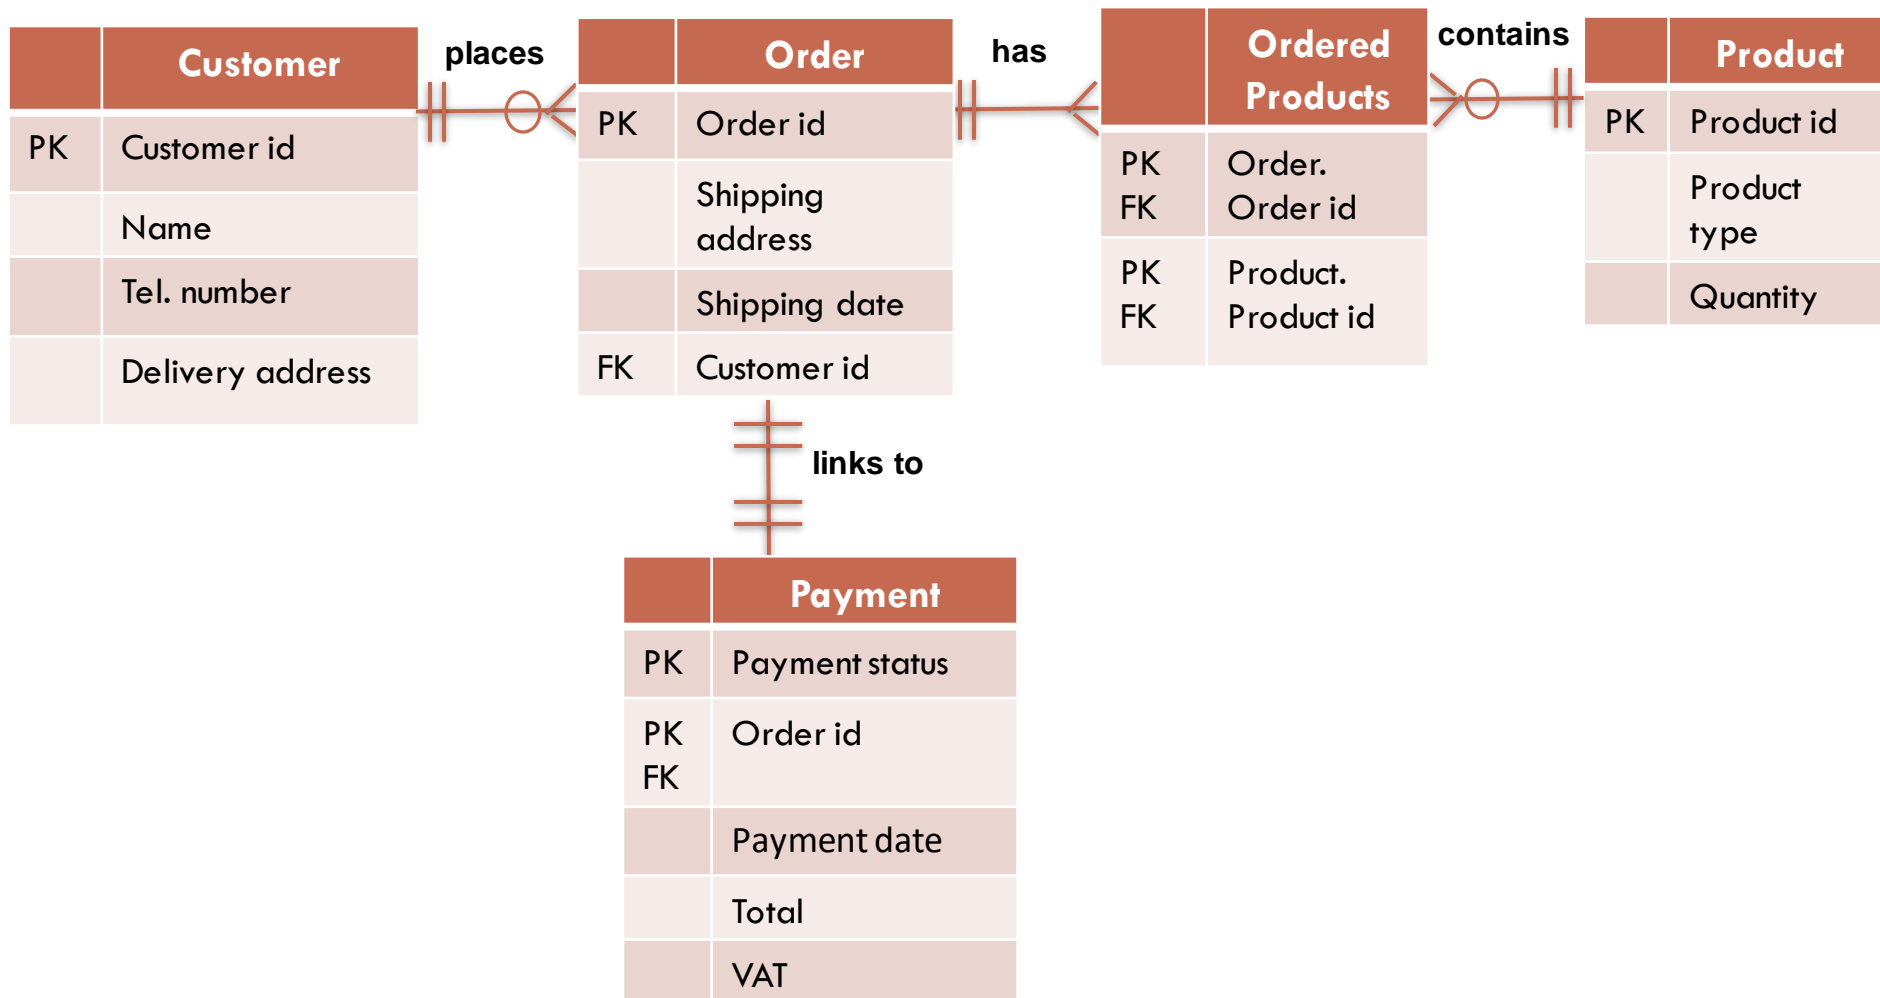 Customer
PK Customer id
Name
Tel. number
Delivery address
places
Order
PK Order id
Shipping
address
Shipping date
FK Customer id
has
Ordered
Products
PK Order.
FK Order id
PK Product.
FK Product id
contains
Product
PK Product id
Product
type
Quantity
links to
Payment
PK Payment status
PK Order id
FK
Payment date
Total
VAT